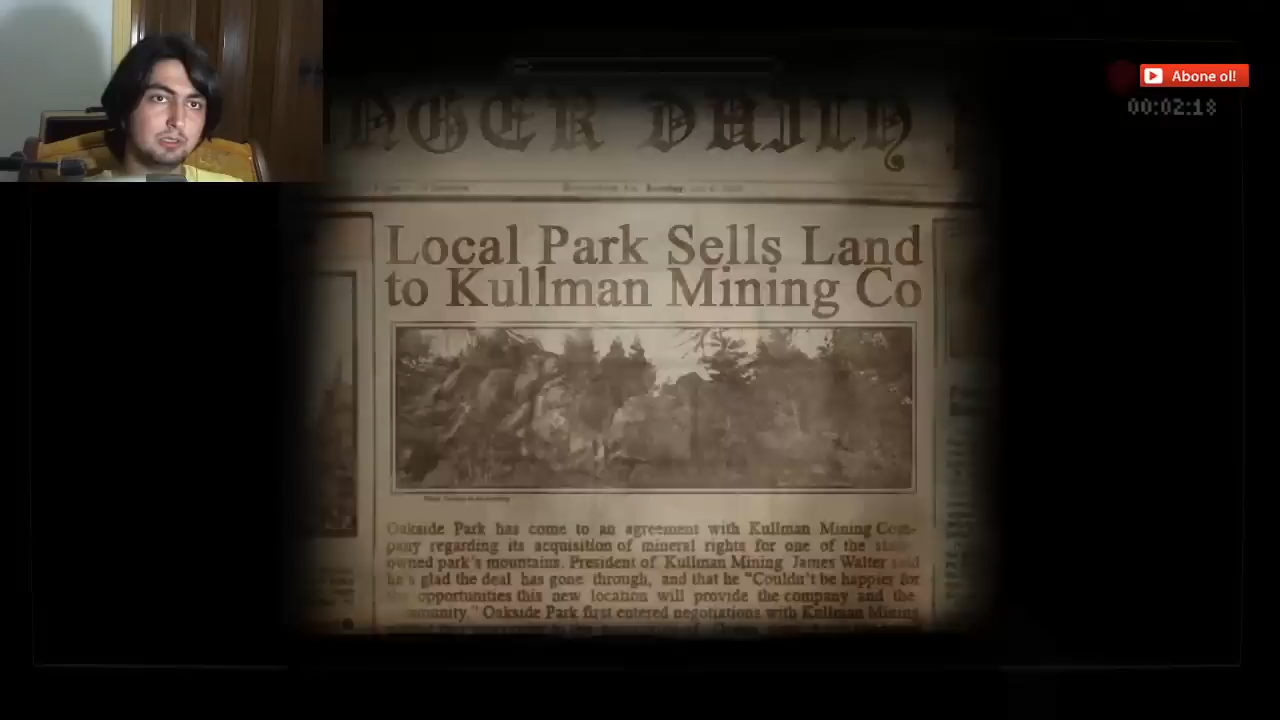 Abone ol!
00:02:18
NGER DAILY
Local Park Sells Land
to Kullman Mining Co
Oakside Park has come to an agreement with Kullman Mining Com-
pany regarding its acquisition of mineral rights for one of the state
owned park's mountains. President of Kullman Mining James Walter said
he's glad the deal has gone through, and that he "Couldn't be happier for
the opportunities this new location will provide the company and the
munity." Oakside Park first entered negotiations with Kullman Mining